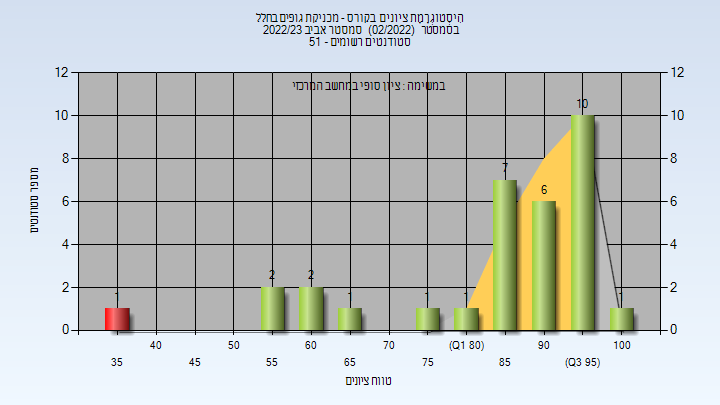 היסטוגרמת ציונים בקורס - מכניקת גופים בחלל
בסמסטר (02/2022) סמסטר אביב 2022/23
סטודנטים רשומים - 51
במשימה : ציון סופי במחשב המרכזי
12 12
10 10
8 8
6 6
4 4
2 2
0 0
1 2 2 1 1 1 7 6 10 1
מספר סטודנטים
40 50 60 70 (Q1 80) 90 100
35 45 55 65 75 85 (Q3 95)
טווח ציונים